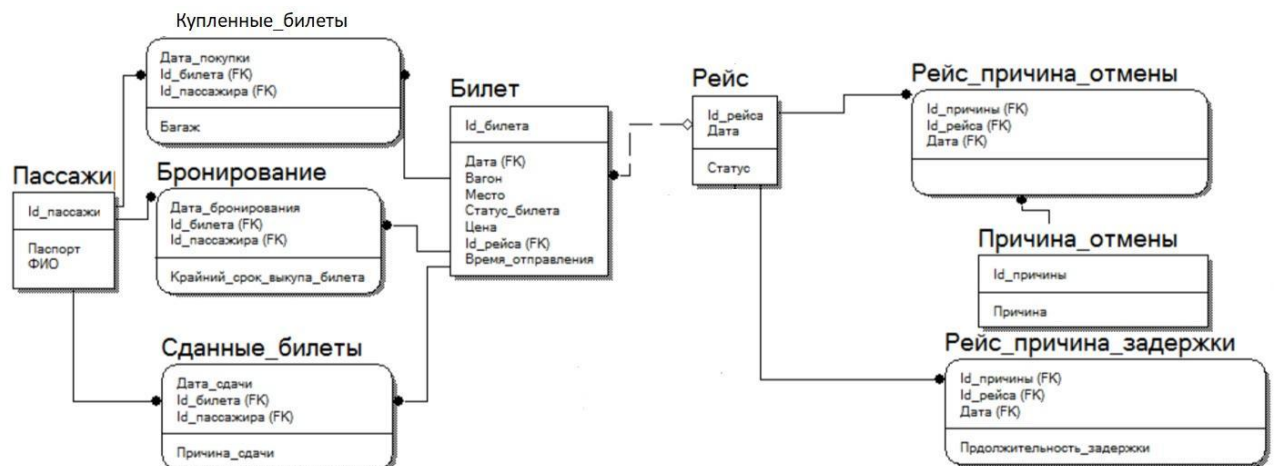 Купленные_билеты
Дата_покупки
Id_билета (FK)
Id_пассажира (FK)
Багаж
Пассажи
Id_пассажи
Паспорт
ФИО
Бронирование
Дата_бронирования
Id_билета (FK)
Id_пассажира (FK)
Крайний_срок_выкупа_билета
Сданные_билеты
Дата_сдачи
Id_билета (FK)
Id_пассажира (FK)
Причина_сдачи
Билет
Id_билета
Дата (FK)
Вагон
Место
Статус_билета
Цена
Id_рейса (FK)
Время_отправления
Рейс
Id_рейса
Дата
Статус
Рейс_причина_отмены
Id_причины (FK)
Id_рейса (FK)
Дата (FK)
Причина_отмены
Id_причины
Причина
Рейс_причина_задержки
Id_причины (FK)
Id_рейса (FK)
Дата (FK)
Прдолжительность_задержки